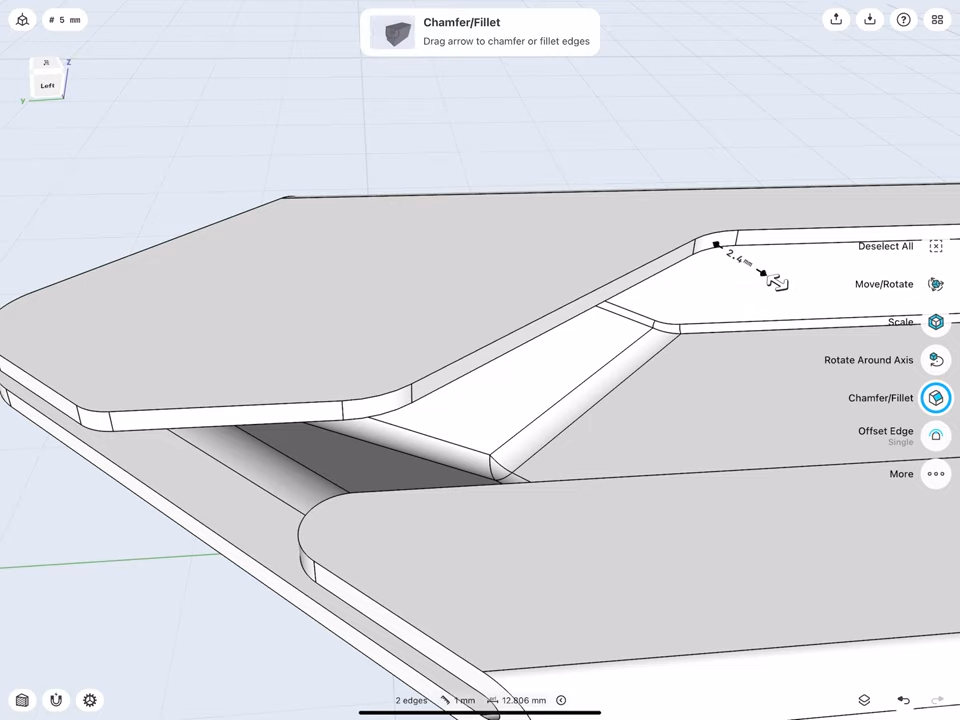 # 5 mm
Chamfer/Fillet
Drag arrow to chamfer or fillet edges
Z
Left
y
2.4 mm
Deselect All
Move/Rotate
Scale
Rotate Around Axis
Chamfer/Fillet
Offset Edge
Single
More
2 edges 1 mm 12.806 mm